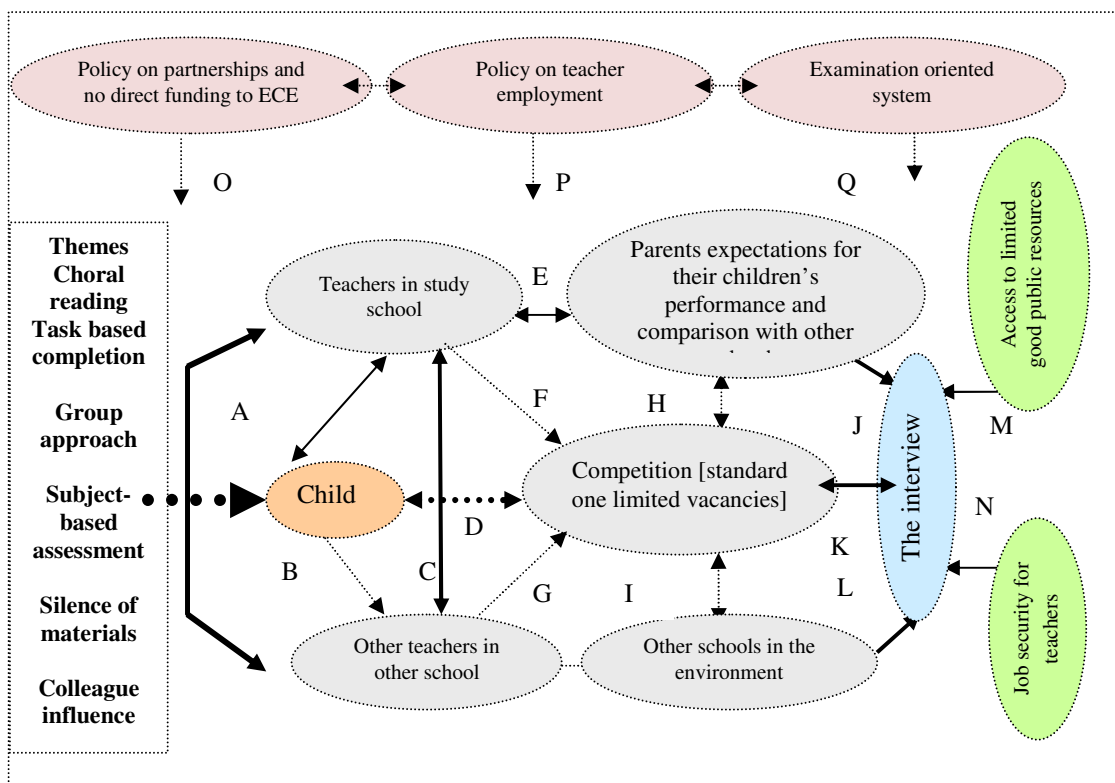 Policy on partnerships and
no direct funding to ECE
Policy on teacher
employment
Examination oriented
system
O
P
Q
Access to limited
good public resources
Themes
Choral
reading
Task based
completion
Group
approach
Subject-
based
assessment
Silence of
materials
Colleague
influence
Teachers in study
school
E
Parents expectations for
their children's
performance and
comparison with other
A
F
H
J
M
Child
D
Competition [standard
one limited vacancies]
The interview
N
K
B
C
G
I
L
Other teachers in
other school
Other schools in the
environment
Job security for
teachers